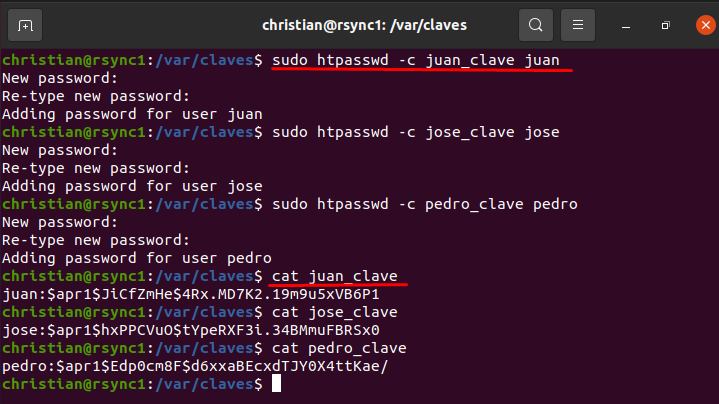 christian@rsync1: /var/claves
christian@rsync1:/var/claves$ sudo htpasswd -c juan_clave juan
New password:
Re-type new password:
Adding password for user juan
christian@rsync1:/var/claves$ sudo htpasswd -c jose_clave jose
New password:
Re-type new password:
Adding password for user jose
christian@rsync1:/var/claves$ sudo htpasswd -c pedro_clave pedro
New password:
Re-type new password:
Adding password for user pedro
christian@rsync1:/var/claves$ cat juan_clave
juan:$apr1$JiCfZmHe$4Rx.MD7K2.19m9u5xVB6P1
christian@rsync1:/var/claves$ cat jose_clave
jose:$apr1$hxPPCVuO$tYpeRXF3i.34BMmuFBRSx0
christian@rsync1:/var/claves$ cat pedro_clave
pedro:$apr1$Edp0cm8F$d6xxaBEcxdTJY0X4ttKae/
christian@rsync1:/var/claves$